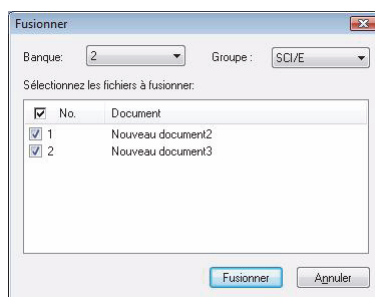 Fusionner
Banque: 2 Groupe : SCI/E
Sélectionnez les fichiers à fusionner:
No. Document
1 Nouveau document2
2 Nouveau document3
Fusionner Annuler